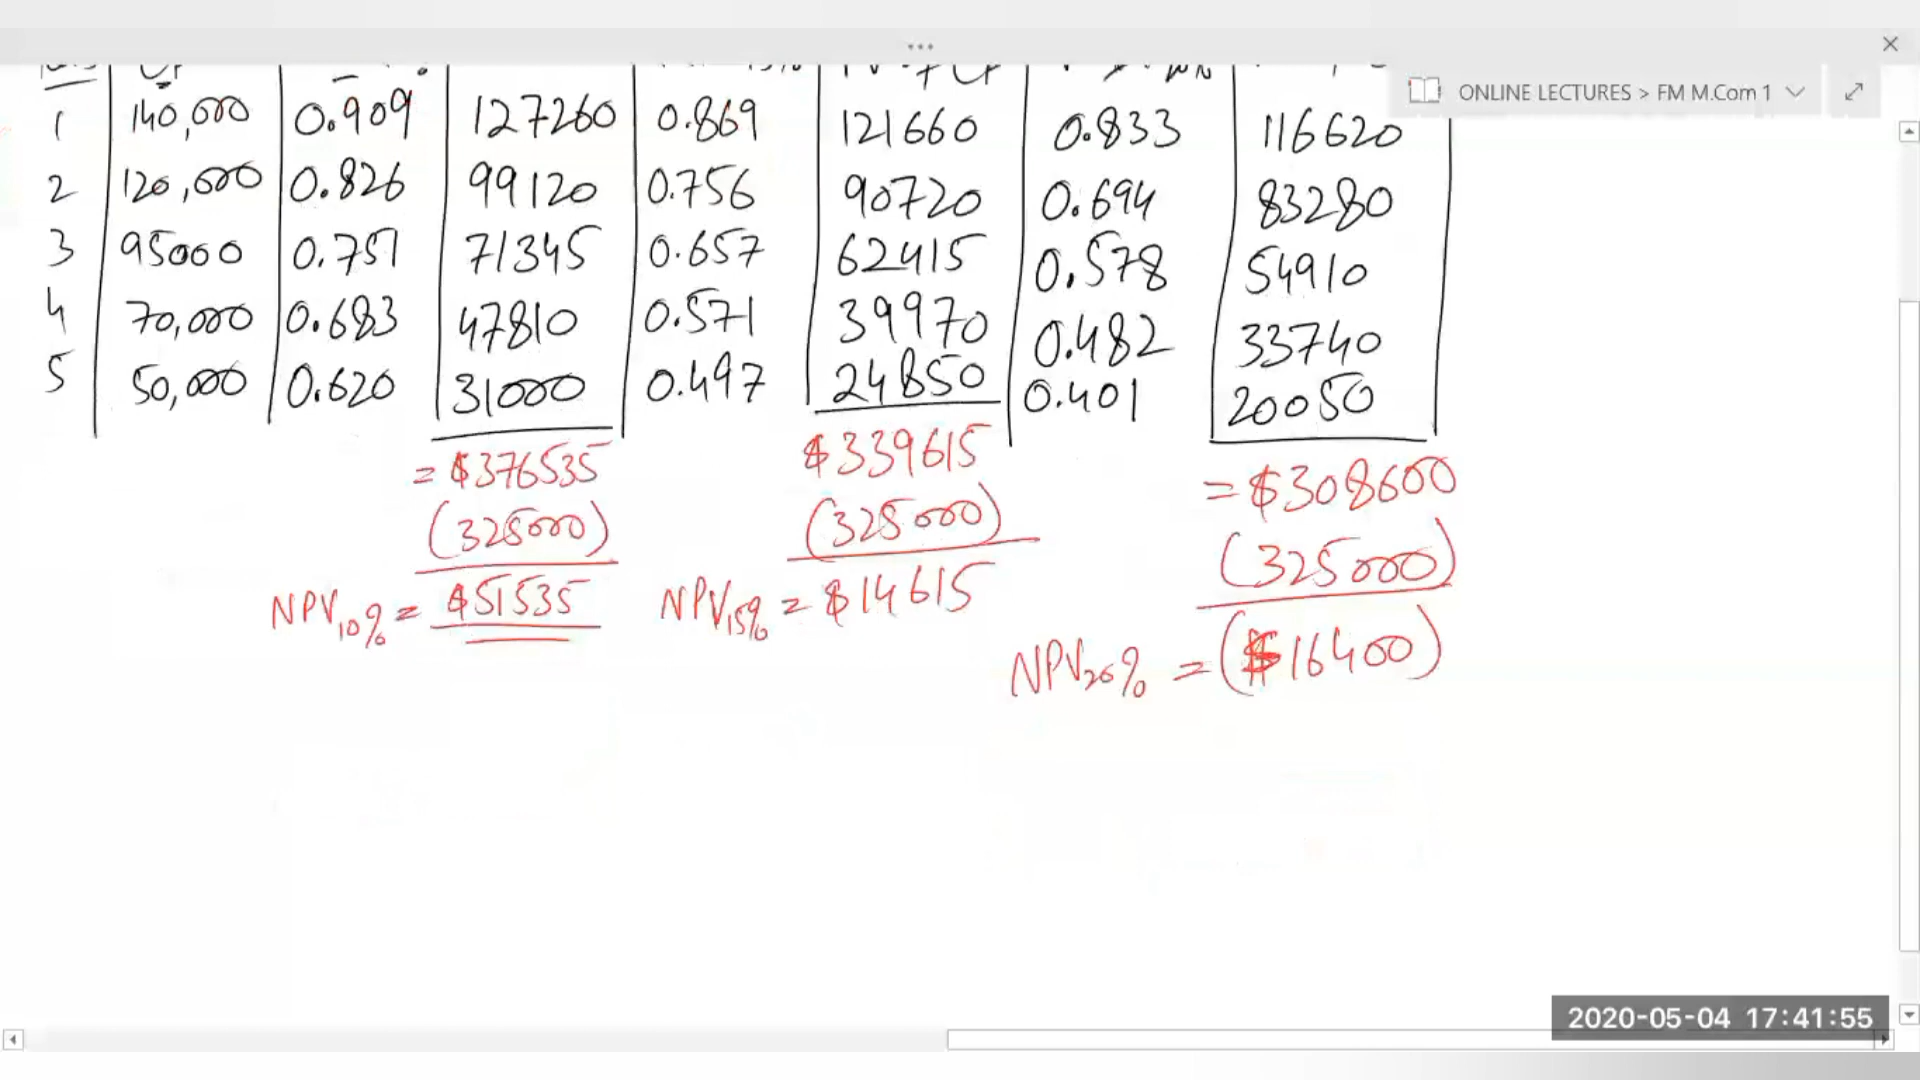 ONLINE LECTURES > FM M.Com 1
1 140,000 0.909 127260 0.869 121660 0.833 116620
2 120,000 0.826 99120 0.756 90720 0.694 83280
3 95000 0.751 71345 0.657 62415 0.578 54910
4 70,000 0.683 47810 0.571 39970 0.482 33740
5 50,000 0.620 31000 0.497 24850 0.401 20050
= $376535 $339615 = $308600
(325000) (325000) (325000)
NPV10% = $51535 NPV15% = $14615
NPV20% = ($16400)
2020-05-04 17:41:55